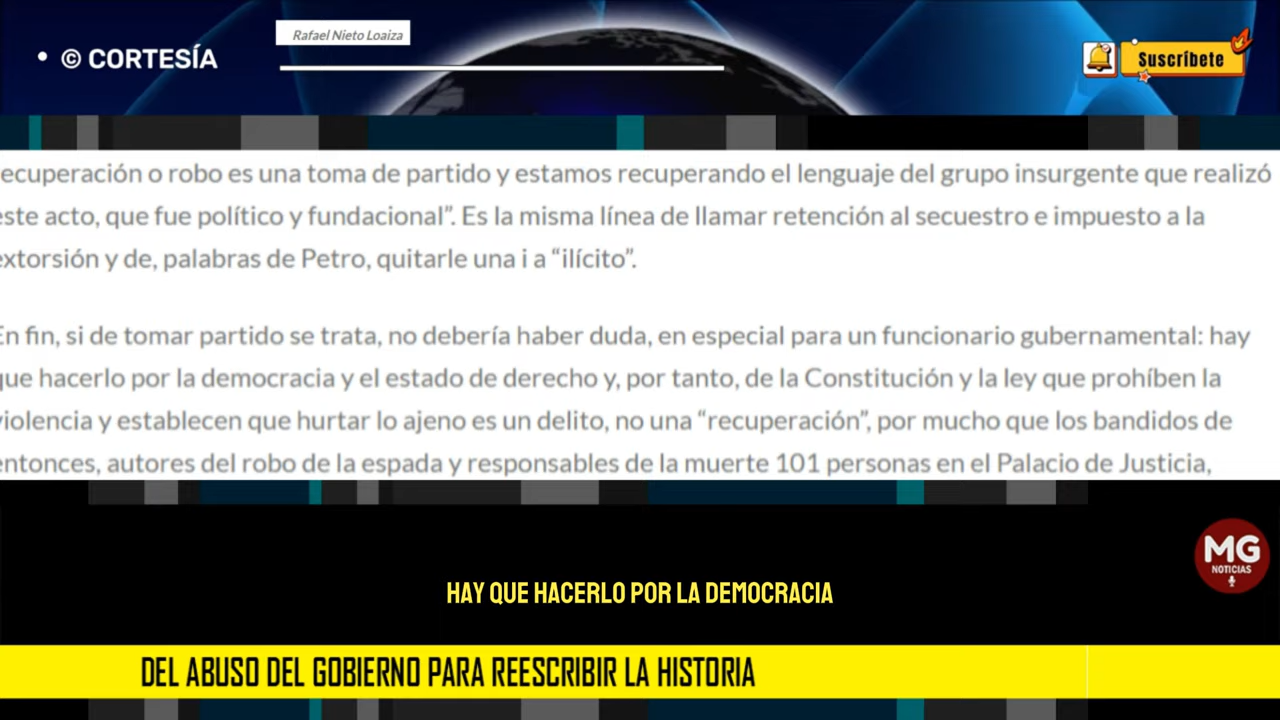 • © CORTESÍA
Rafael Nieto Loaiza
Suscríbete
ecuperación o robo es una toma de partido y estamos recuperando el lenguaje del grupo insurgente que realizó
este acto, que fue político y fundacional”. Es la misma línea de llamar retención al secuestro e impuesto a la
extorsión y de, palabras de Petro, quitarle una i a “ilícito”.
En fin, si de tomar partido se trata, no debería haber duda, en especial para un funcionario gubernamental: hay
que hacerlo por la democracia y el estado de derecho y, por tanto, de la Constitución y la ley que prohíben la
violencia y establecen que hurtar lo ajeno es un delito, no una “recuperación”, por mucho que los bandidos de
entonces, autores del robo de la espada y responsables de la muerte 101 personas en el Palacio de Justicia,
MG
NOTICIAS
HAY QUE HACERLO POR LA DEMOCRACIA
DEL ABUSO DEL GOBIERNO PARA REESCRIBIR LA HISTORIA